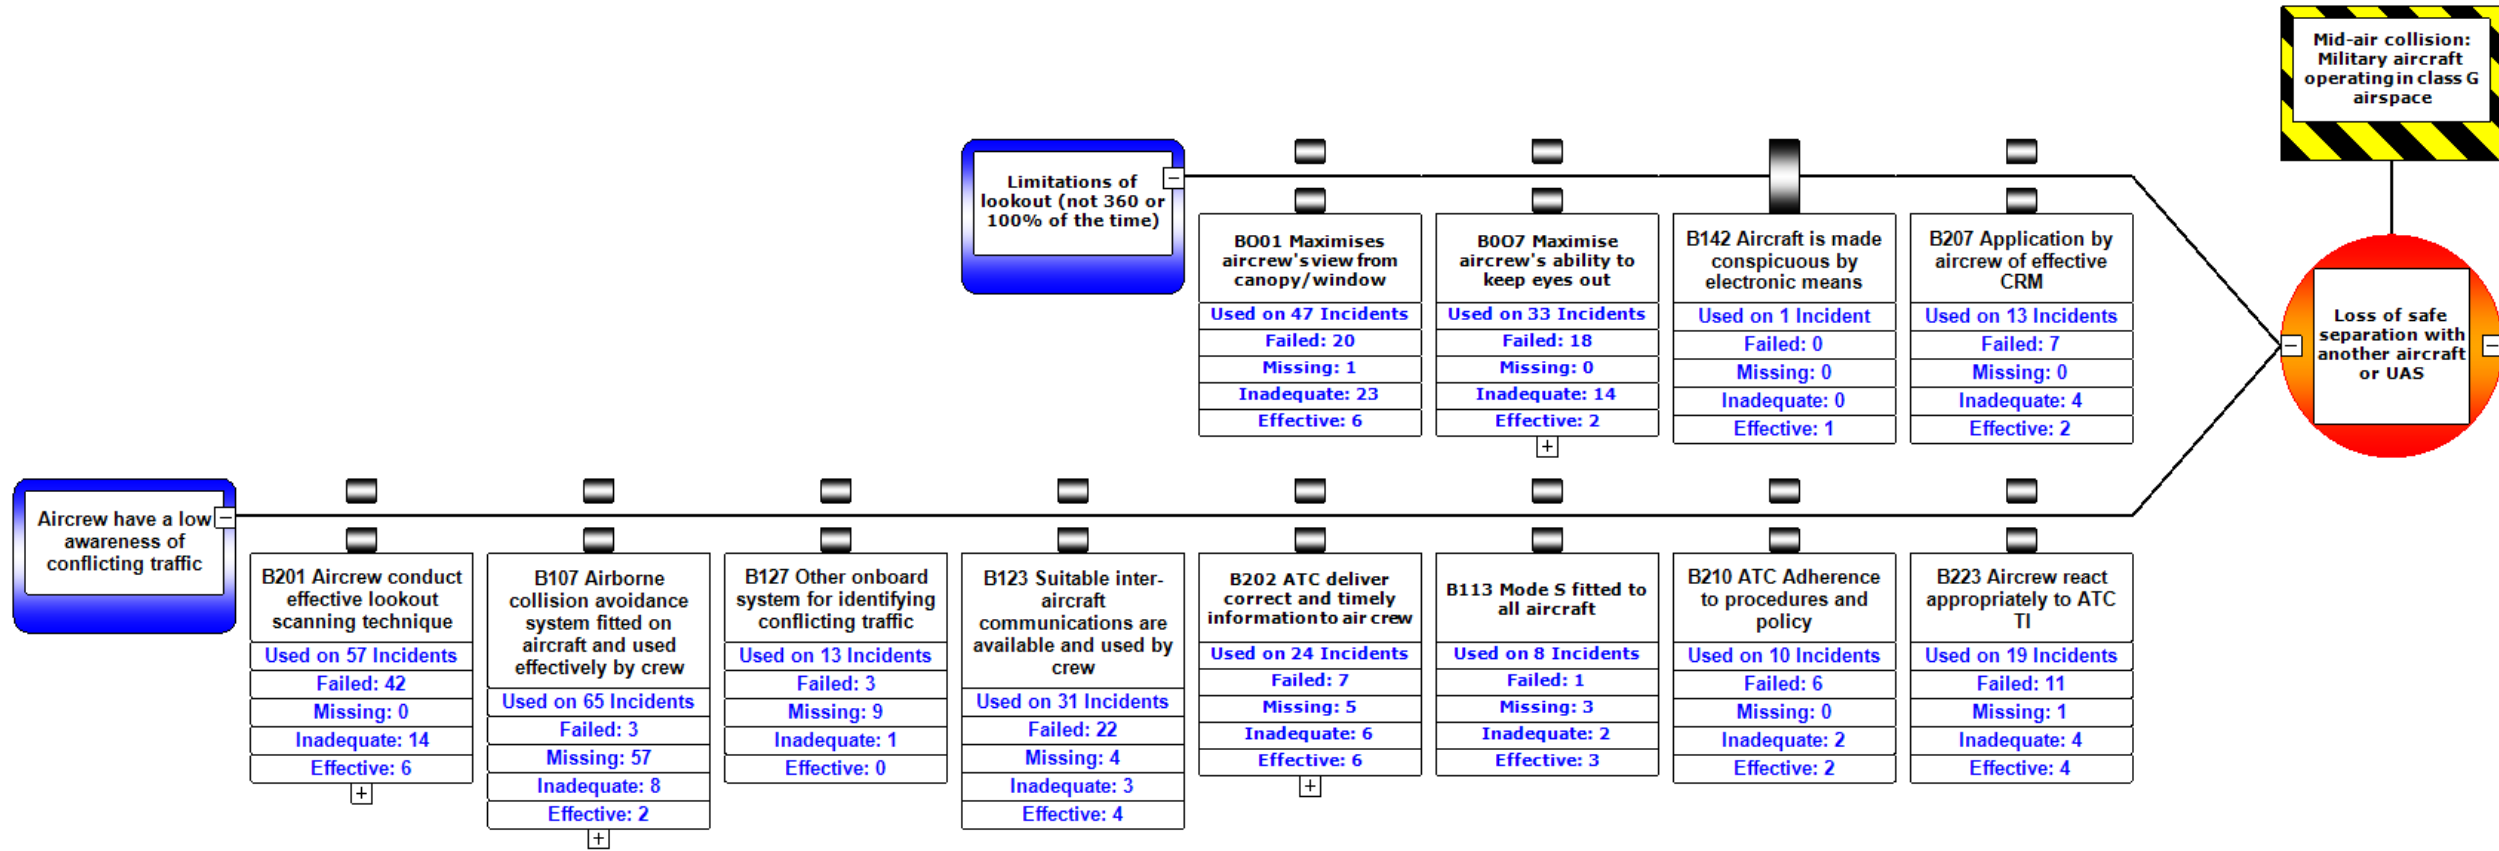 Mid-air collision:
Military aircraft
operating in class G
airspace
Limitations of
lookout (not 360 or
100% of the time)
BO01 Maximises
aircrew's view from
canopy/window
Used on 47 Incidents
Failed: 20
Missing: 1
Inadequate: 23
Effective: 6
B0O7 Maximise
aircrew's ability to
keep eyes out
Used on 33 Incidents
Failed: 18
Missing: 0
Inadequate: 14
Effective: 2
B142 Aircraft is made
conspicuous by
electronic means
Used on 1 Incident
Failed: 0
Missing: 0
Inadequate: 0
Effective: 1
B207 Application by
aircrew of effective
CRM
Used on 13 Incidents
Failed: 7
Missing: 0
Inadequate: 4
Effective: 2
Loss of safe
separation with
another aircraft
or UAS
Aircrew have a low
awareness of
conflicting traffic
B201 Aircrew conduct
effective lookout
scanning technique
Used on 57 Incidents
Failed: 42
Missing: 0
Inadequate: 14
Effective: 6
B107 Airborne
collision avoidance
system fitted on
aircraft and used
effectively by crew
Used on 65 Incidents
Failed: 3
Missing: 57
Inadequate: 8
Effective: 2
B127 Other onboard
system for identifying
conflicting traffic
Used on 13 Incidents
Failed: 3
Missing: 9
Inadequate: 1
Effective: 0
B123 Suitable inter-
aircraft
communications are
available and used by
crew
Used on 31 Incidents
Failed: 22
Missing: 4
Inadequate: 3
Effective: 4
B202 ATC deliver
correct and timely
information to air crew
Used on 24 Incidents
Failed: 7
Missing: 5
Inadequate: 6
Effective: 6
B113 Mode S fitted to
all aircraft
Used on 8 Incidents
Failed: 1
Missing: 3
Inadequate: 2
Effective: 3
B210 ATC Adherence
to procedures and
policy
Used on 10 Incidents
Failed: 6
Missing: 0
Inadequate: 2
Effective: 2
B223 Aircrew react
appropriately to ATC
TI
Used on 19 Incidents
Failed: 11
Missing: 1
Inadequate: 4
Effective: 4